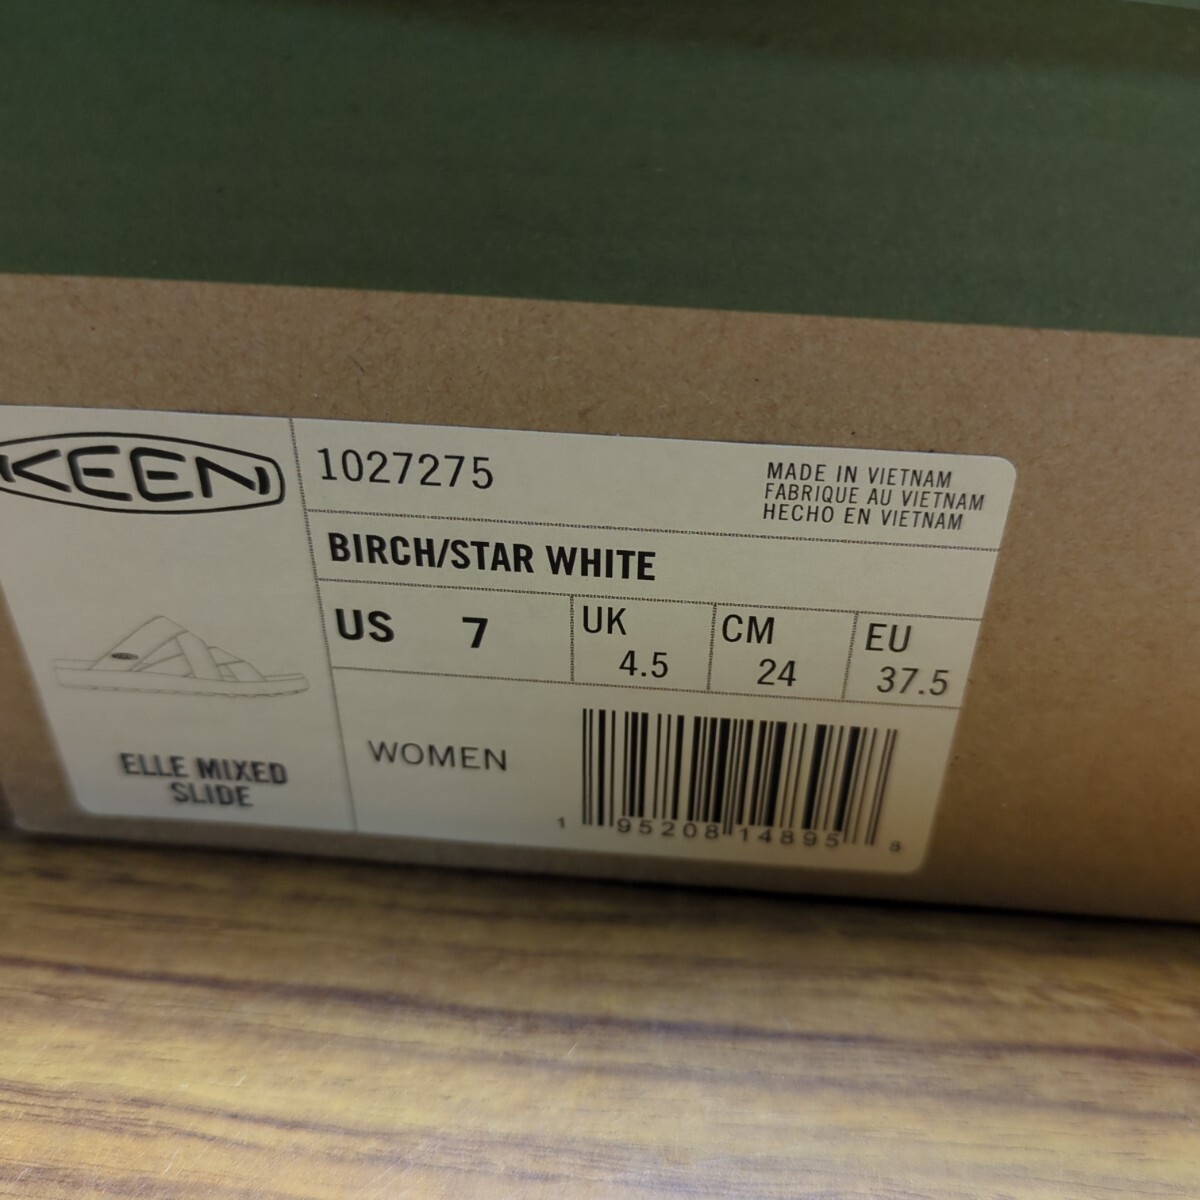 KEEN
1027275
MADE IN VIETNAM
FABRIQUE AU VIETNAM
HECHO EN VIETNAM
BIRCH/STAR WHITE
US 7
UK 4.5
CM 24
EU 37.5
ELLE MIXED
SLIDE
WOMEN
1 95208 14895 8